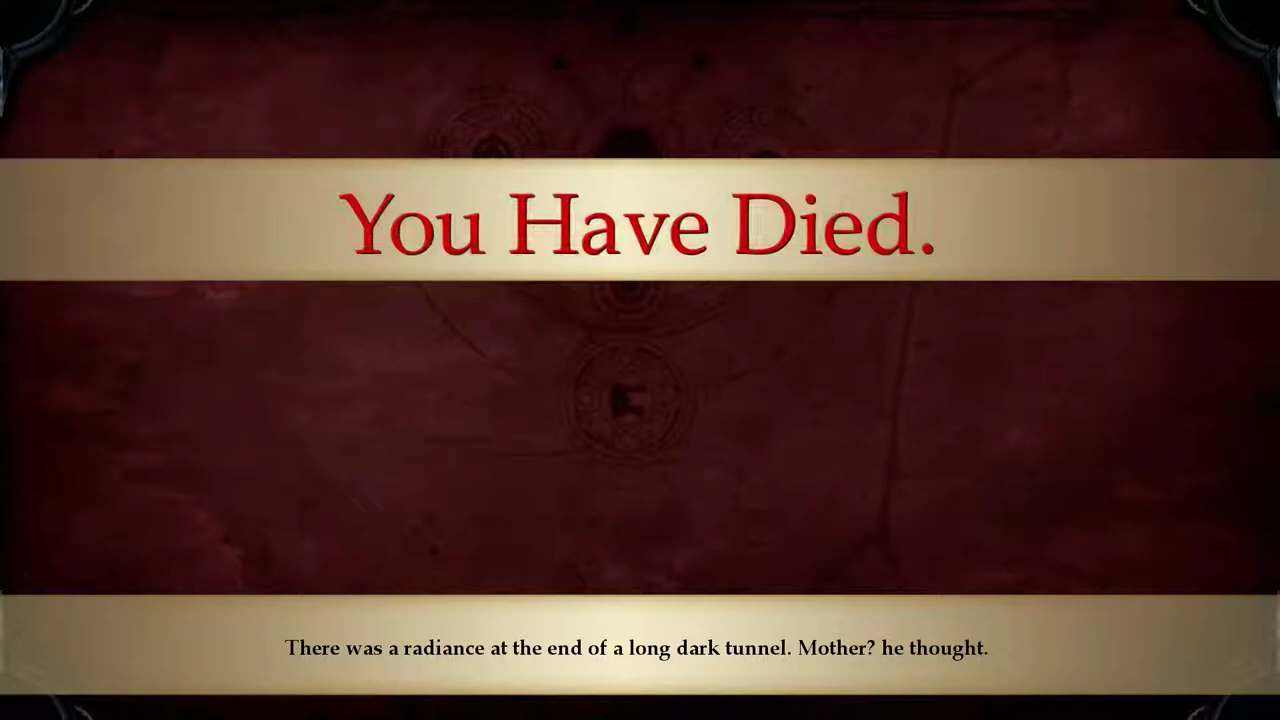 You Have Died.
There was a radiance at the end of a long dark tunnel. Mother? he thought.